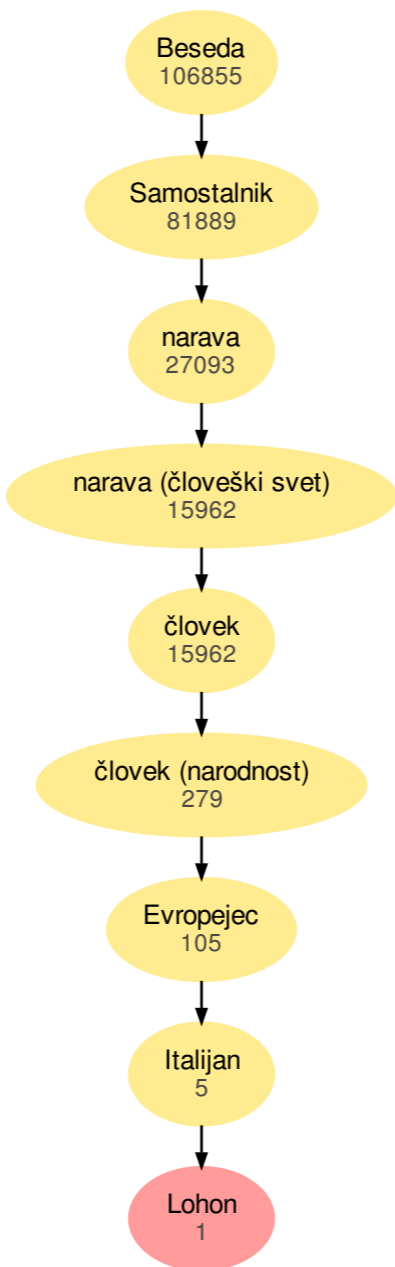 Beseda
106855
Samostalnik
81889
narava
27093
narava (človeški svet)
15962
človek
15962
človek (narodnost)
279
Evropejec
105
Italijan
5
Lohon
1